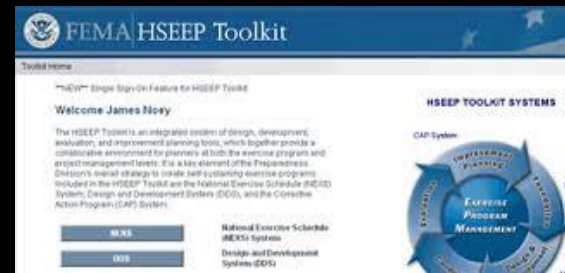 FEMA HSEEP Toolkit
Toolkit Home
**NEW** Single Sign-On Feature for HSEEP Toolkit
Welcome James Noey
The HSEEP Toolkit is an integrated system of design, development,
evaluation, and improvement planning tools, which together provide a
collaborative environment for planners at both the exercise program and
project management levels. It is a key element of the Preparedness
Division's overall strategy to create self-sustaining exercise programs.
Included in the HSEEP Toolkit are the National Exercise Schedule (NEXS)
System, Design and Development System (DDS), and the Corrective
Action Program (CAP) System.
NEXS
National Exercise Schedule
(NEXS) System
DDS
Design and Development
System (DDS)
HSEEP TOOLKIT SYSTEMS
CAP System
Improvement
Planning
Foundation
Evaluation
EXERCISE
PROGRAM
MANAGEMENT
Design &